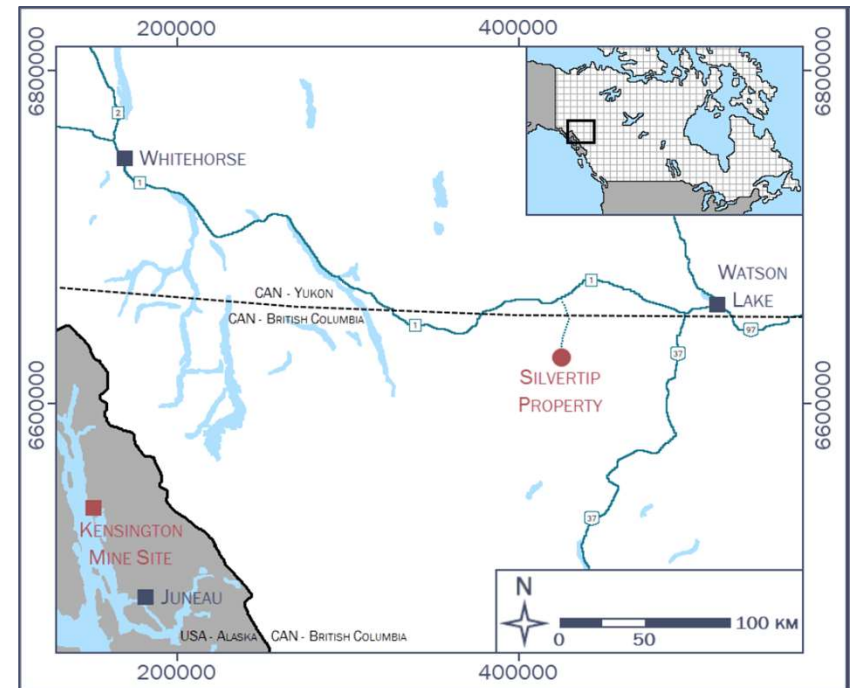 200000
400000
6800000
6800000
2
WHITEHORSE
1
1
WATSON
LAKE
CAN - YUKON
CAN - BRITISH COLUMBIA
1
97
37
SILVERTIP
PROPERTY
6600000
6600000
KENSINGTON
MINE SITE
37
JUNEAU
USA - ALASKA
CAN - BRITISH COLUMBIA
N
100 KM
0
50
200000
400000